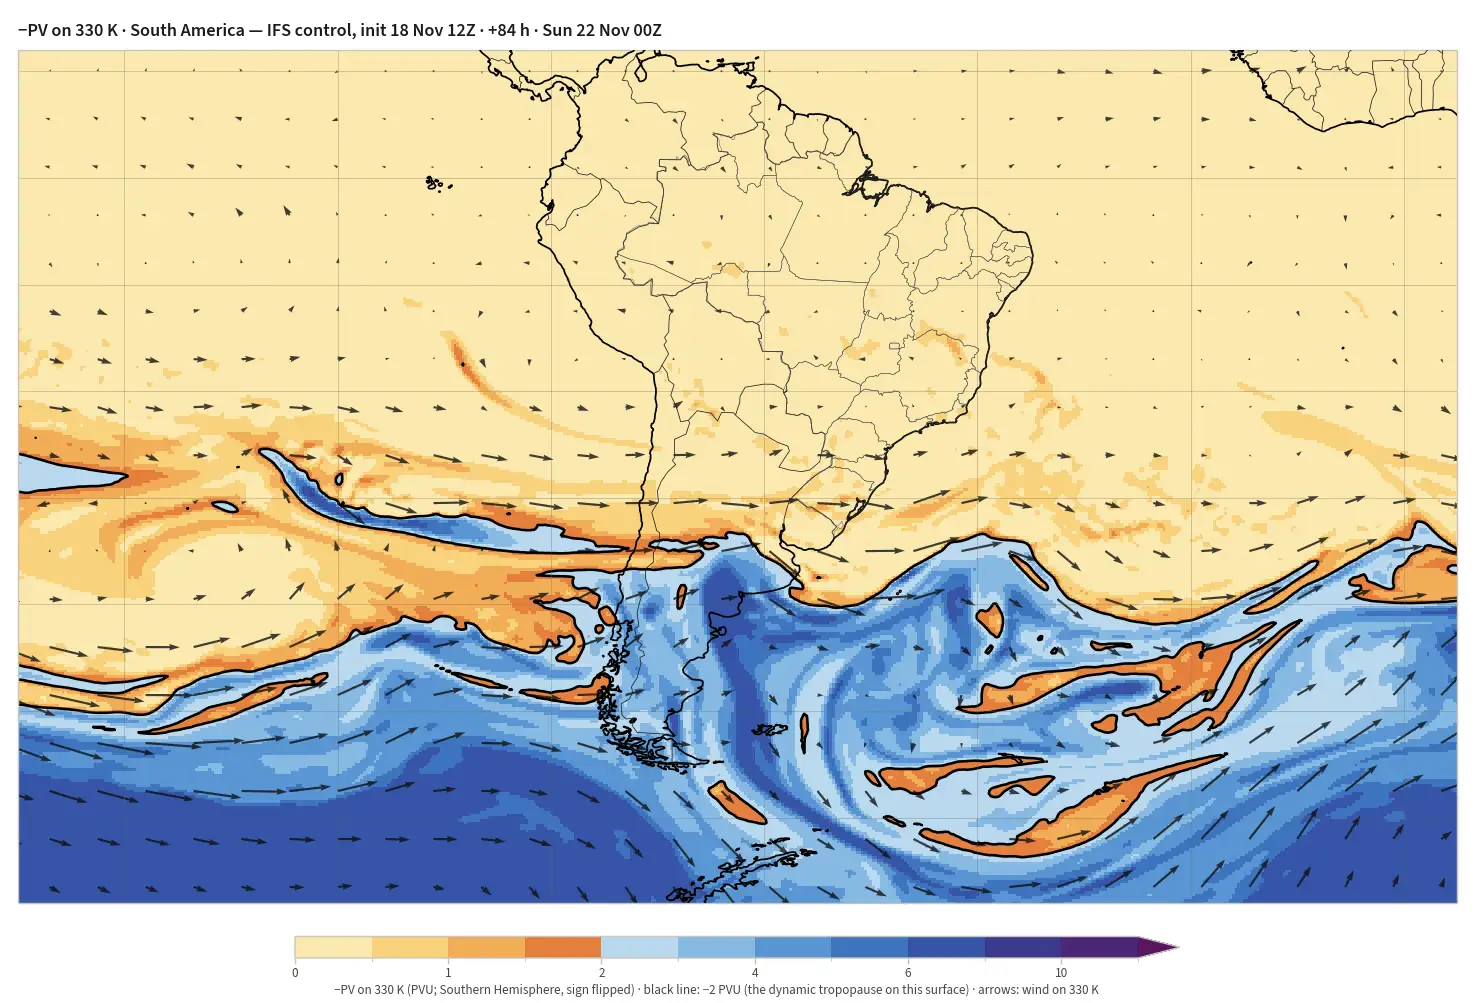 −PV on 330 K · South America — IFS control, init 18 Nov 12Z · +84 h · Sun 22 Nov 00Z
0 1 2 4 6 10
−PV on 330 K (PVU; Southern Hemisphere, sign flipped) · black line: −2 PVU (the dynamic tropopause on this surface) · arrows: wind on 330 K